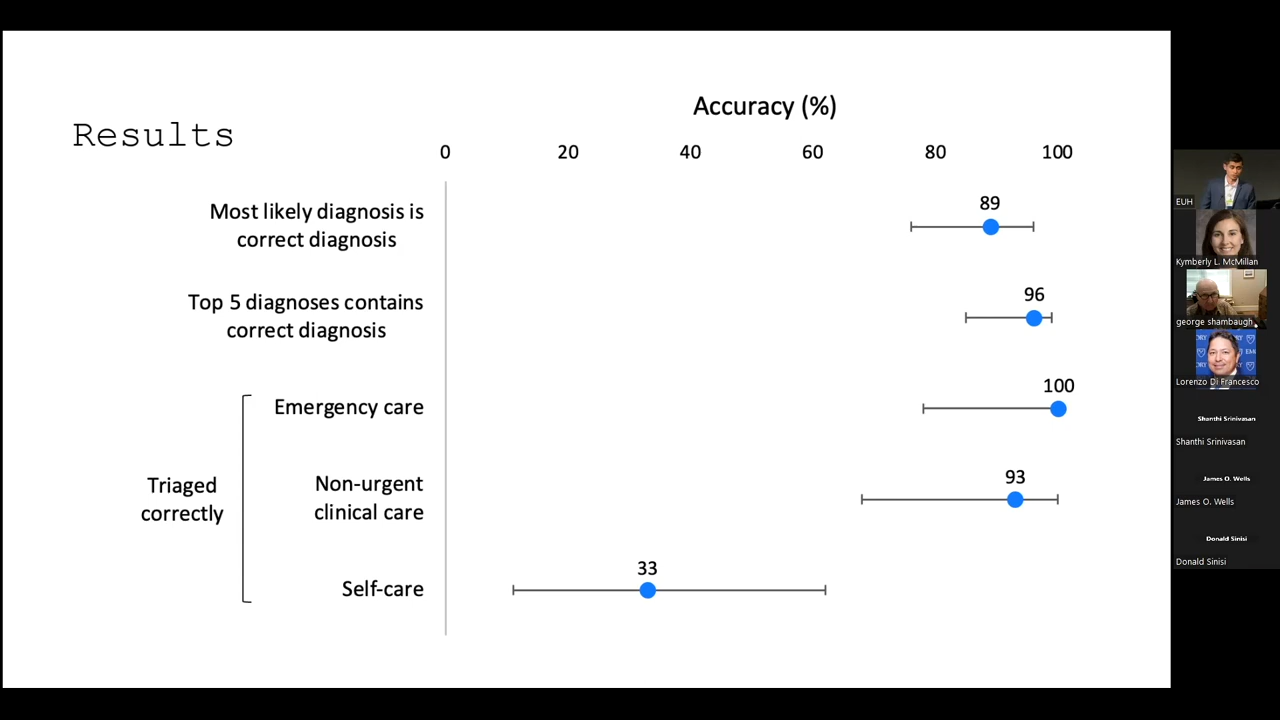 Results
Accuracy (%)
0 20 40 60 80 100
Most likely diagnosis is
correct diagnosis
89
Top 5 diagnoses contains
correct diagnosis
96
Triaged
correctly
Emergency care
100
Non-urgent
clinical care
93
Self-care
33
EUH
Kymberly L. McMillan
george shambaugh
Lorenzo Di Francesco
Shanthi Srinivasan
Shanthi Srinivasan
James O. Wells
James O. Wells
Donald Sinisi
Donald Sinisi